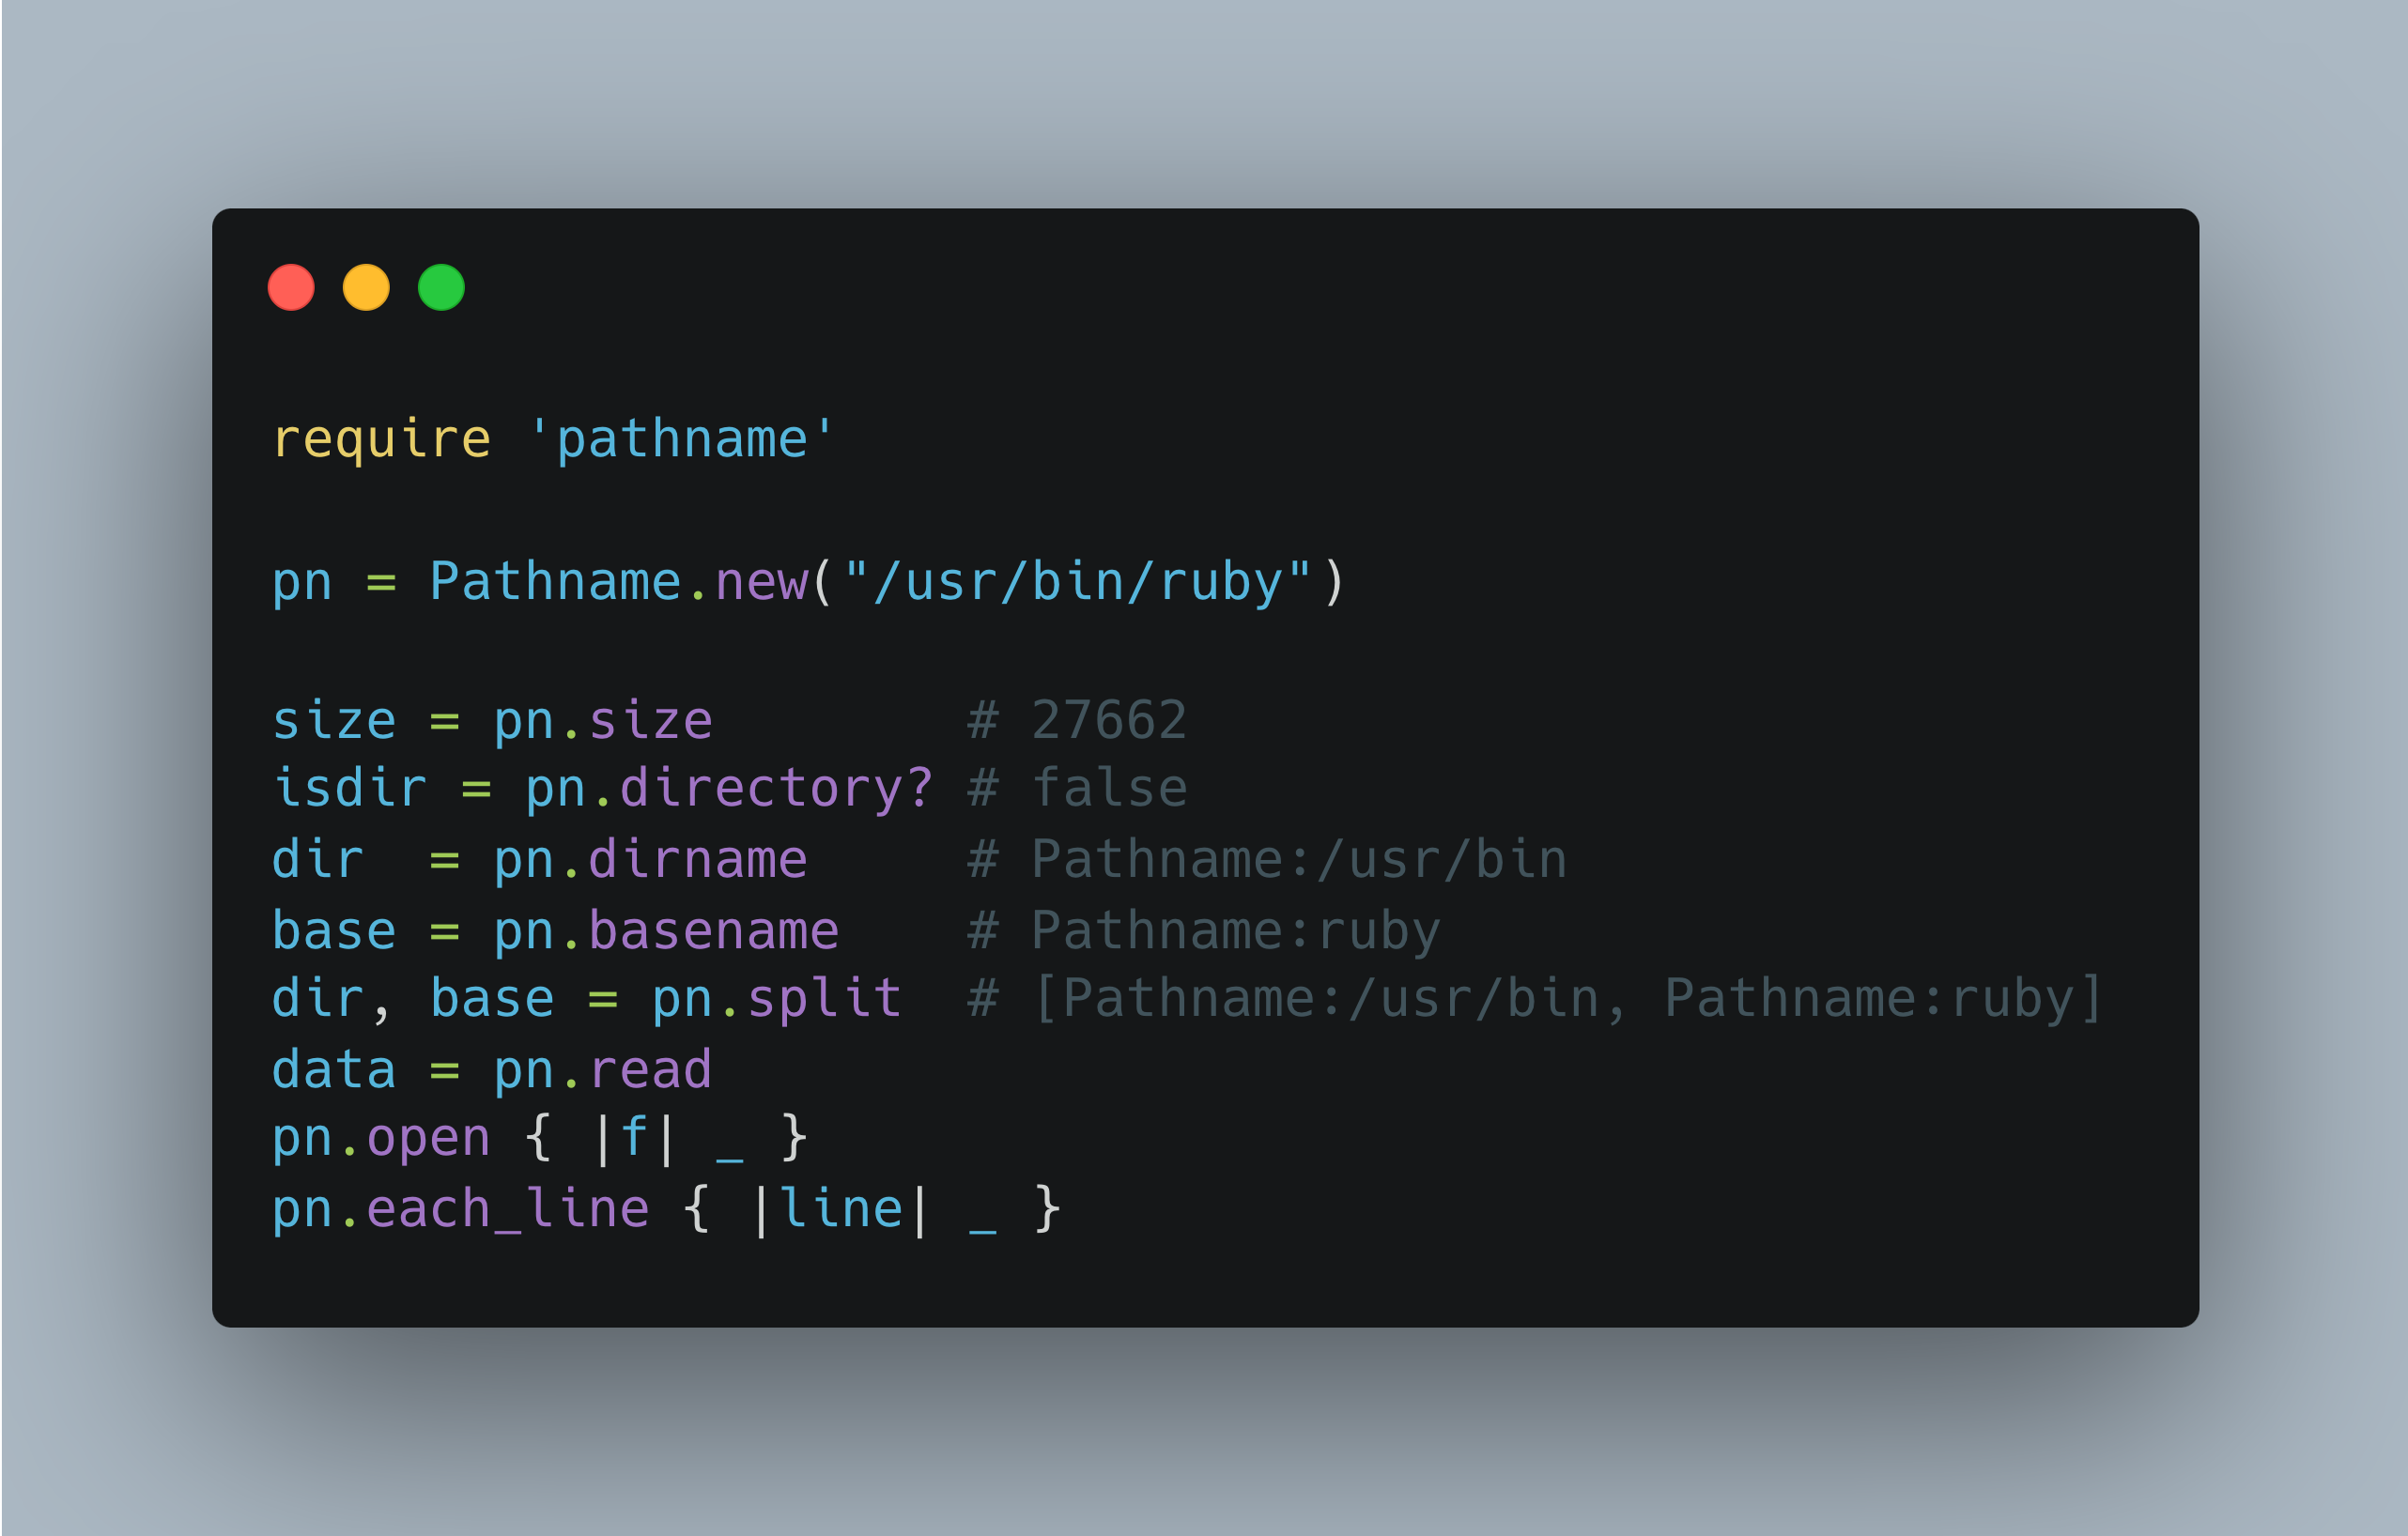 require 'pathname'
pn = Pathname.new("/usr/bin/ruby")
size = pn.size        # 27662
isdir = pn.directory? # false
dir  = pn.dirname     # Pathname:/usr/bin
base = pn.basename    # Pathname:ruby
dir, base = pn.split  # [Pathname:/usr/bin, Pathname:ruby]
data = pn.read
pn.open { |f| _ }
pn.each_line { |line| _ }